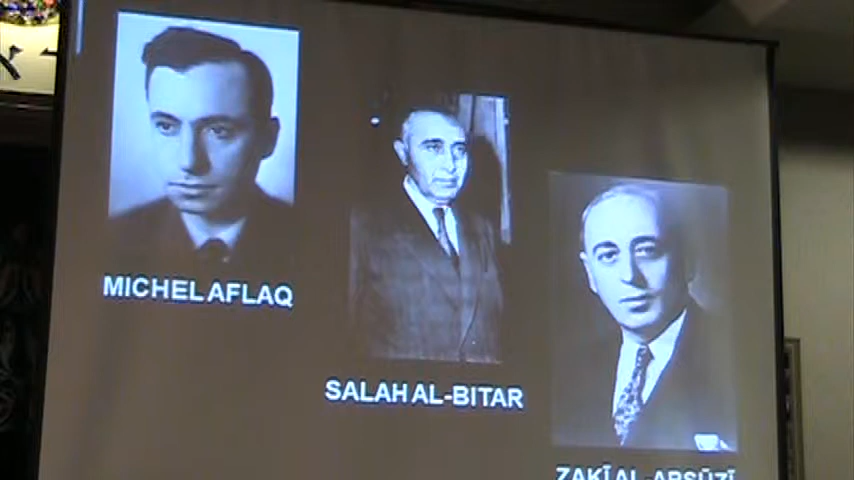 MICHEL AFLAQ
SALAH AL-BITAR
ZAKĪ AL-ARSŪZĪ